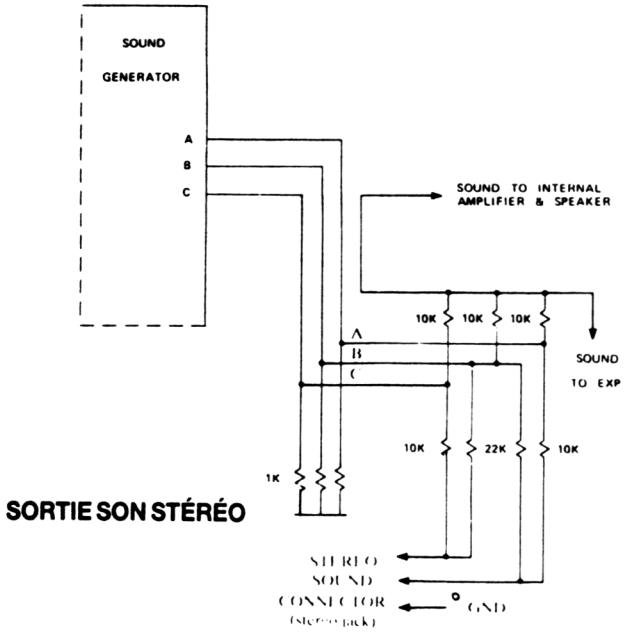 SOUND
GENERATOR
A
B
C
SOUND TO INTERNAL
AMPLIFIER & SPEAKER
10K 10K 10K
A
B
C
SOUND
TO EXP
10K 22K 10K
1K
SORTIE SON STÉRÉO
STEREO
SOUND
CONNECTOR
(stereo jack)
GND